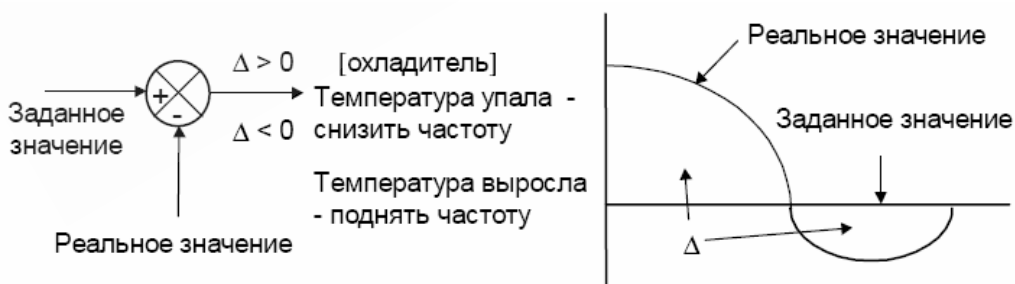 Δ > 0 [охладитель]
+
-
Заданное
значение
Δ < 0
Температура упала -
снизить частоту
Температура выросла
- поднять частоту
Реальное значение
Реальное значение
Заданное значение
Δ